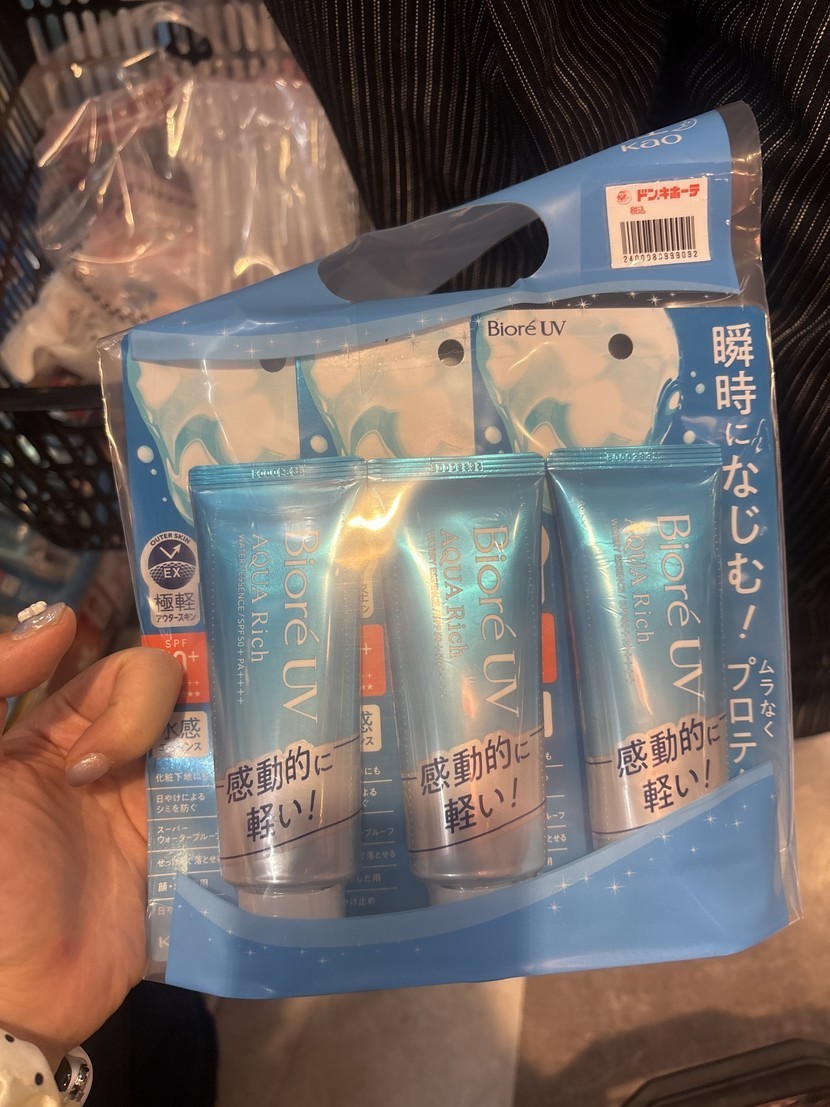 Kao
ドン.キホーテ
税込
2400080999092
Bioré UV
瞬時になじむ!
ムラなく
プロテ
OUTER SKIN
EX
極軽
アウタースキン
SPF
水感
化粧下地にも
日やけによる
シミを防ぐ
スーパー
ウォータープルーフ
Bioré UV
AQUA Rich
WATERY ESSENCE / SPF50+ PA++++
感動的に
軽い!
Bioré UV
AQUA Rich
感動的に
軽い!
Bioré UV
AQUA Rich
感動的に
軽い!